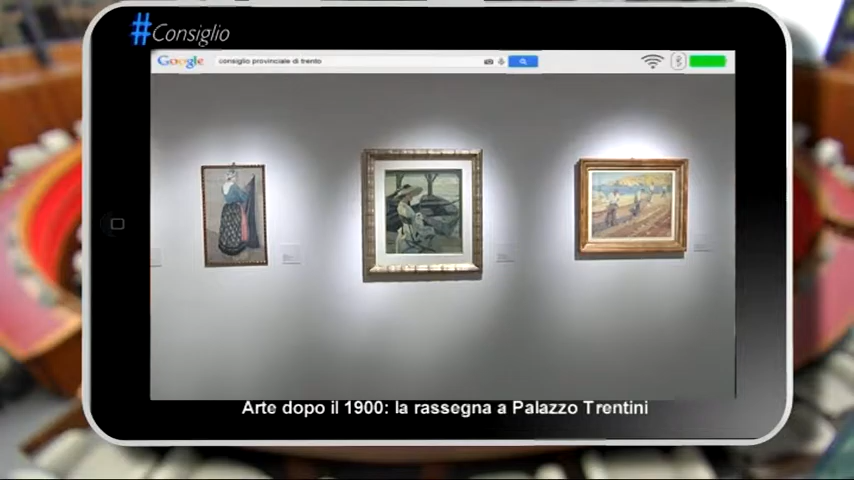 #Consiglio
Google consiglio provinciale di trento
Arte dopo il 1900: la rassegna a Palazzo Trentini